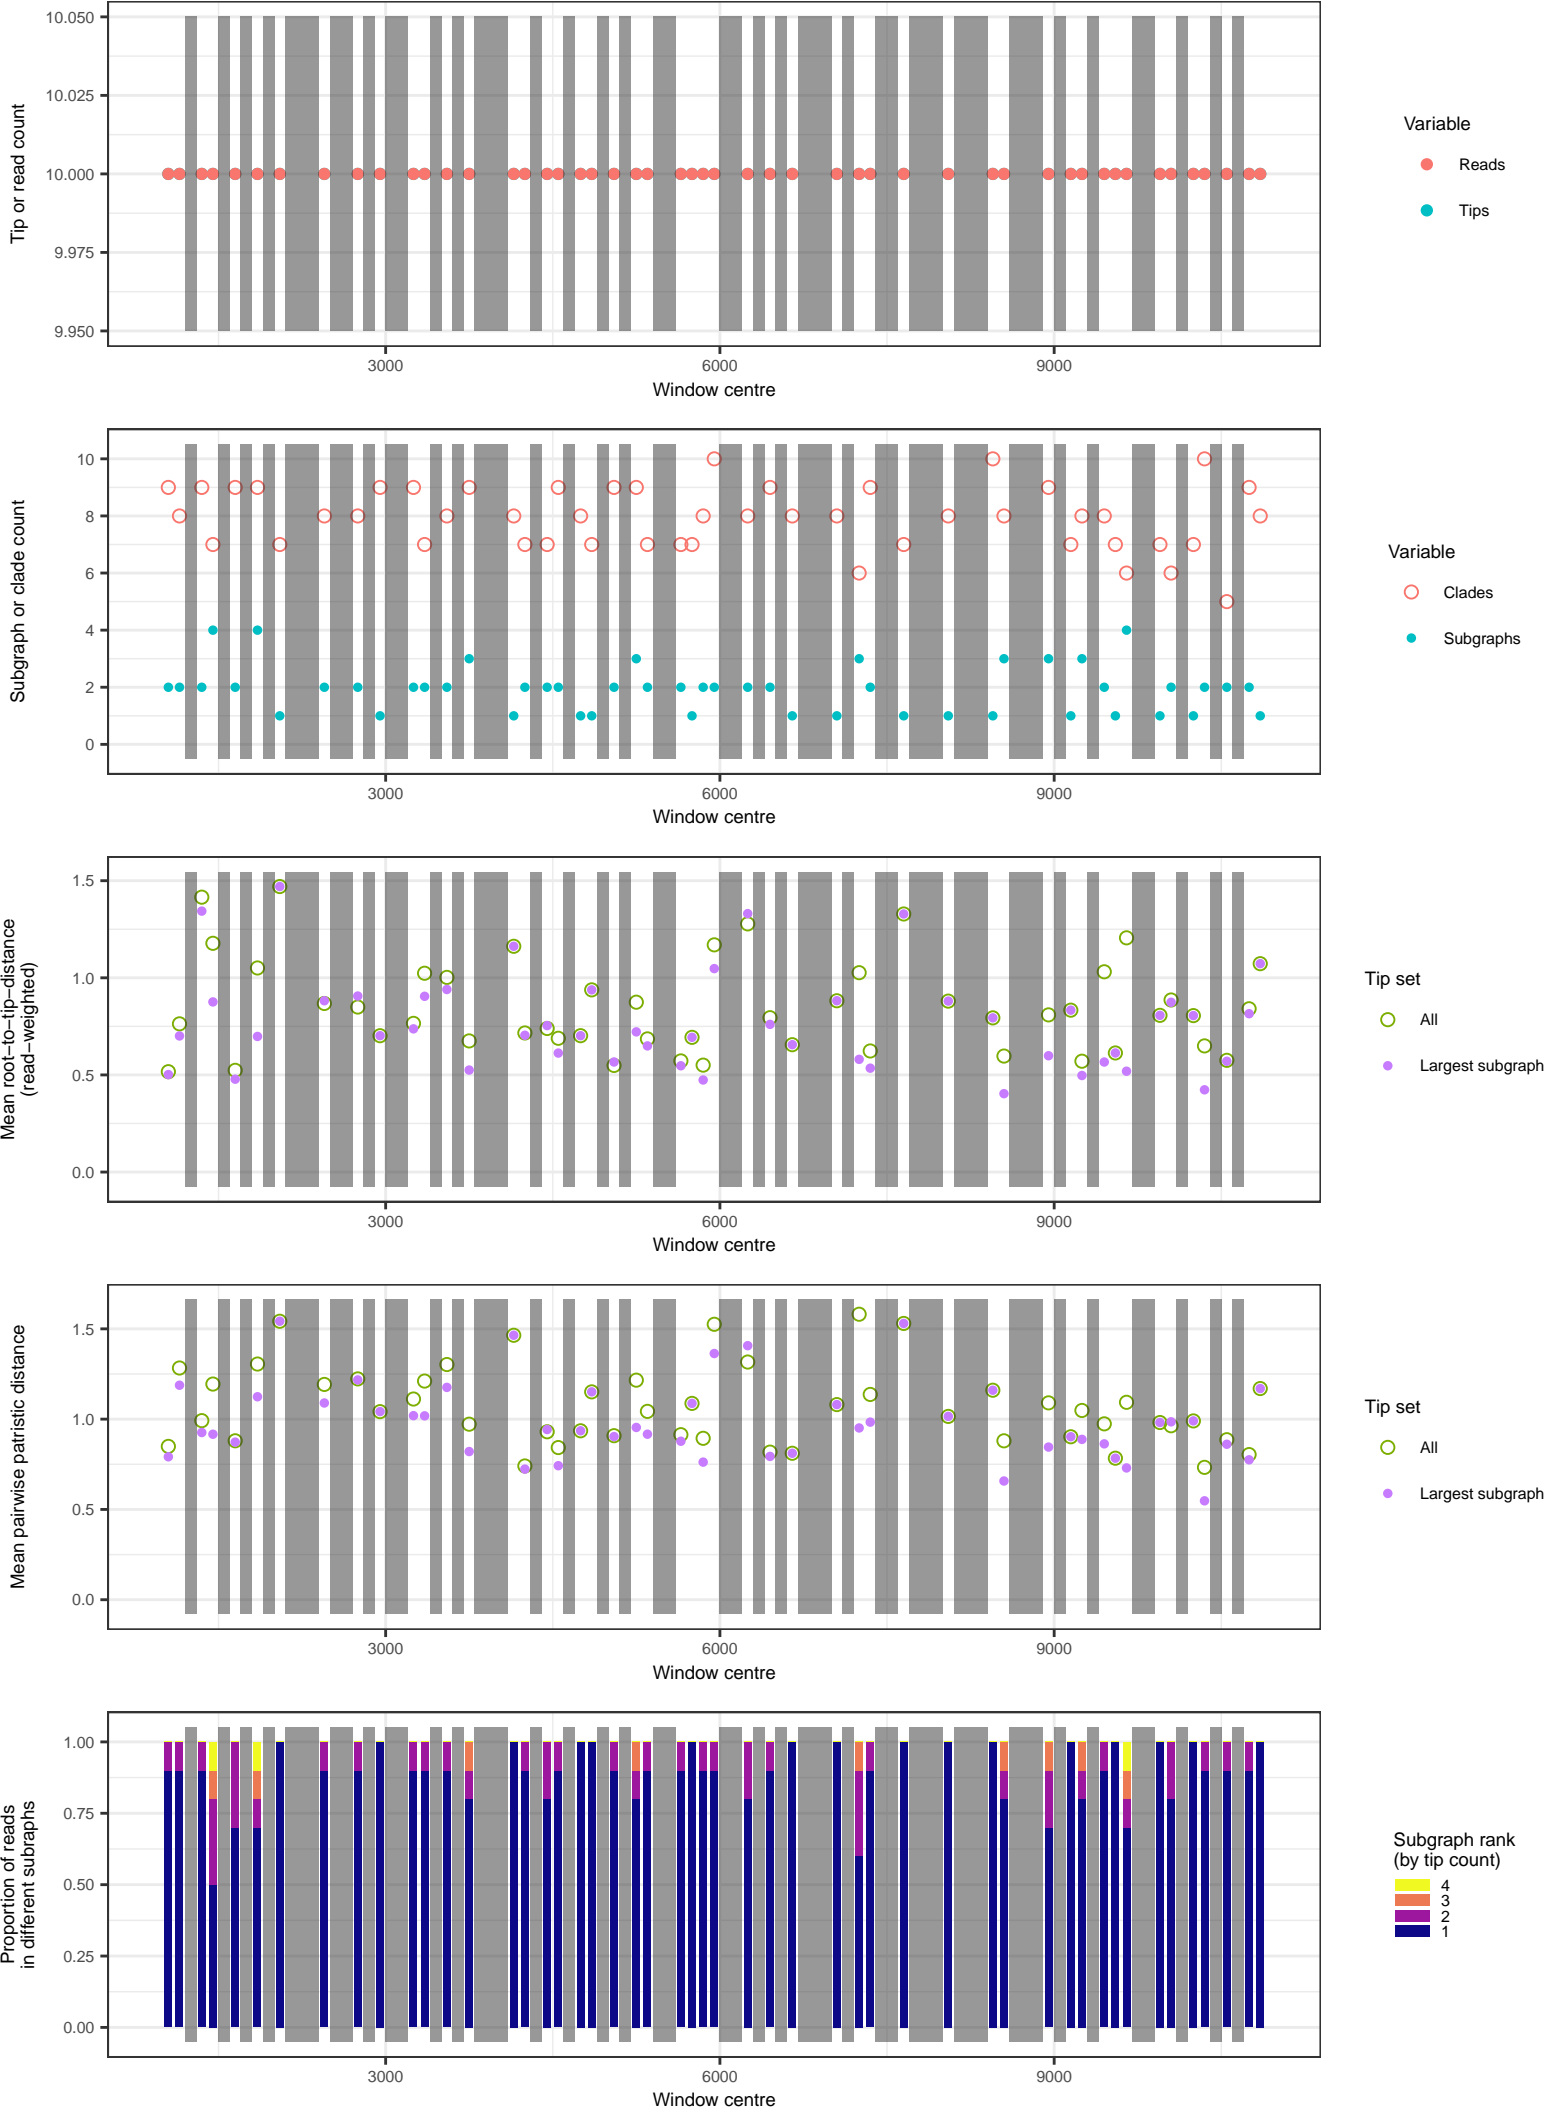 10.050
10.025
10.000
9.975
9.950
Tip or read count
3000
6000
9000
Window centre
Variable
Reads
Tips
10
8
6
4
2
0
Subgraph or clade count
3000
6000
9000
Window centre
Variable
Clades
Subgraphs
1.5
1.0
0.5
0.0
Mean root−to−tip−distance
(read−weighted)
3000
6000
9000
Window centre
Tip set
All
Largest subgraph
1.5
1.0
0.5
0.0
Mean pairwise patristic distance
3000
6000
9000
Window centre
Tip set
All
Largest subgraph
1.00
0.75
0.50
0.25
0.00
Proportion of reads
in different subraphs
3000
6000
9000
Window centre
Subgraph rank
(by tip count)
4
3
2
1